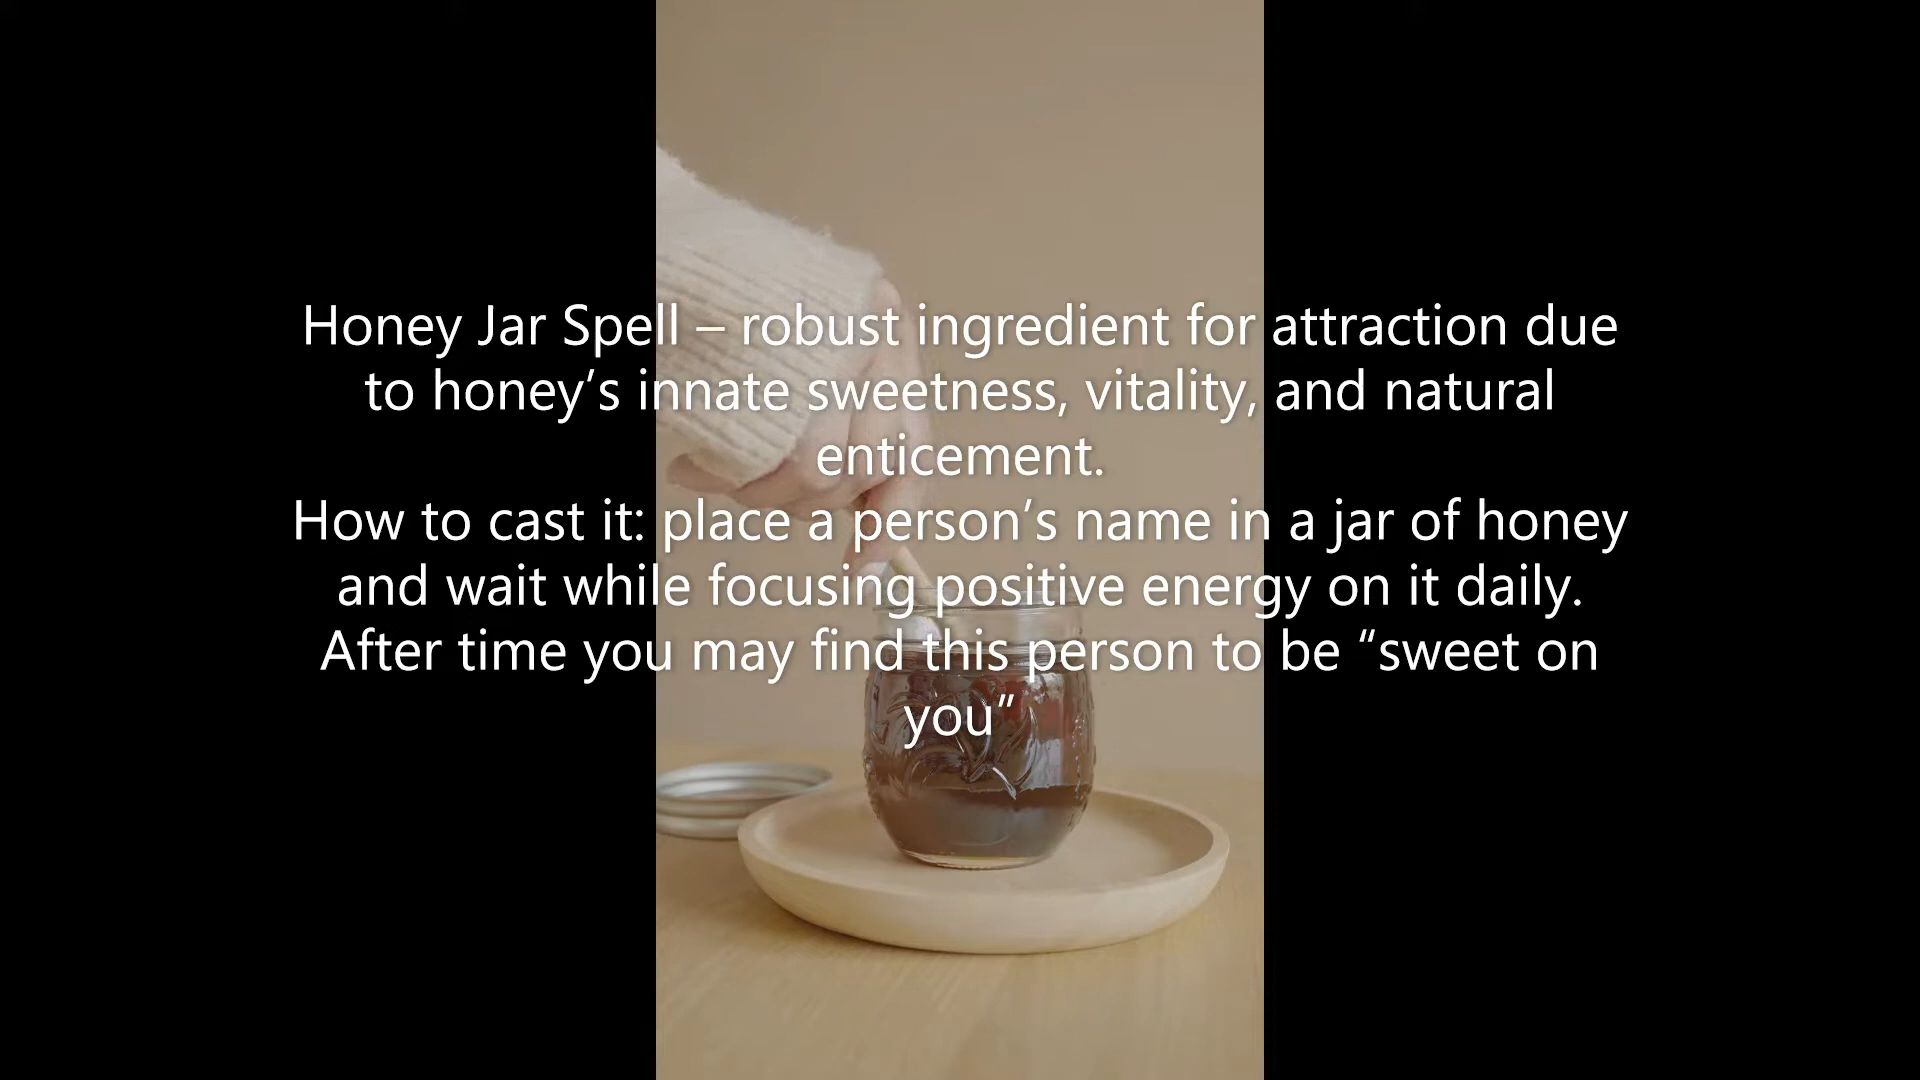 Honey Jar Spell – robust ingredient for attraction due
to honey’s innate sweetness, vitality, and natural
enticement.
How to cast it: place a person’s name in a jar of honey
and wait while focusing positive energy on it daily.
After time you may find this person to be “sweet on
you”